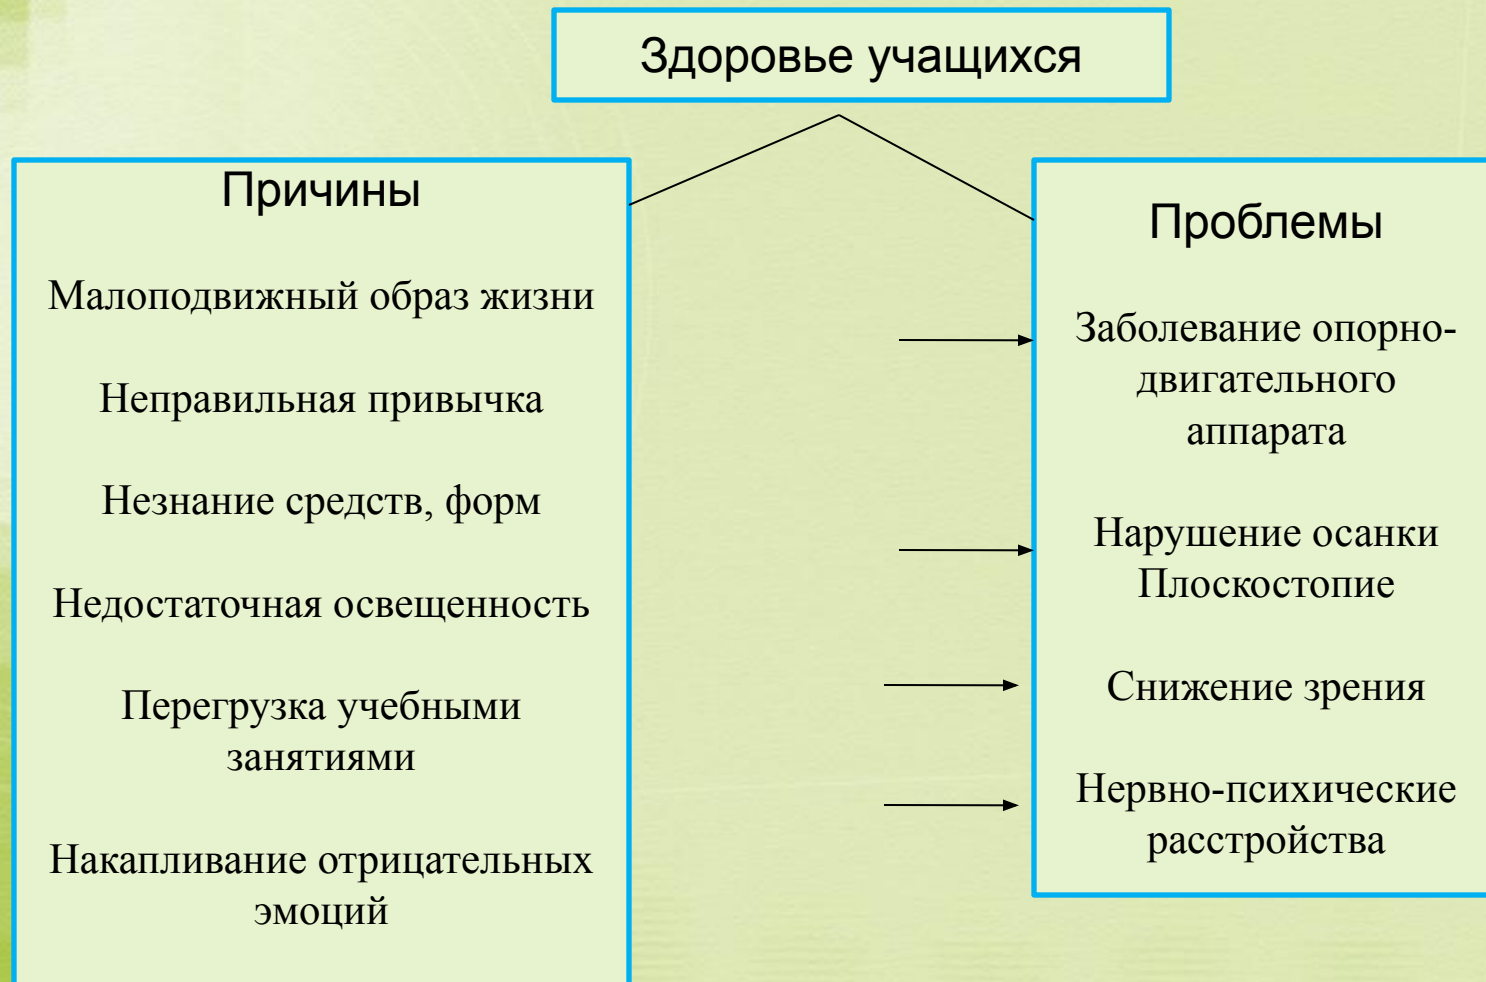 Здоровье учащихся
Причины
Малоподвижный образ жизни
Неправильная привычка
Незнание средств, форм
Недостаточная освещенность
Перегрузка учебными
занятиями
Накапливание отрицательных
эмоций
Проблемы
Заболевание опорно-
двигательного
аппарата
Нарушение осанки
Плоскостопие
Снижение зрения
Нервно-психические
расстройства